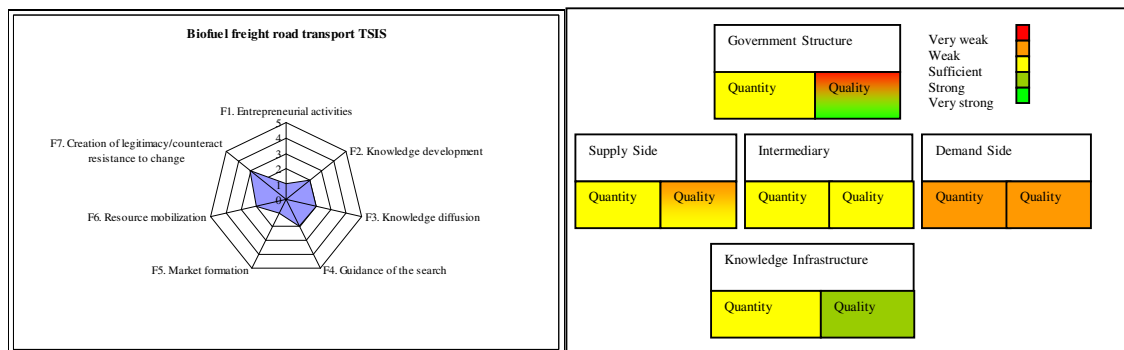 Biofuel freight road transport TSIS
F1. Entrepreneurial activities
5
4
3
2
1
0
F2. Knowledge development
F3. Knowledge diffusion
F4. Guidance of the search
F5. Market formation
F6. Resource mobilization
F7. Creation of legitimacy/counteract
resistance to change
Government Structure
Quantity Quality
Very weak
Weak
Sufficient
Strong
Very strong
Supply Side
Quantity Quality
Intermediary
Quantity Quality
Demand Side
Quantity Quality
Knowledge Infrastructure
Quantity Quality